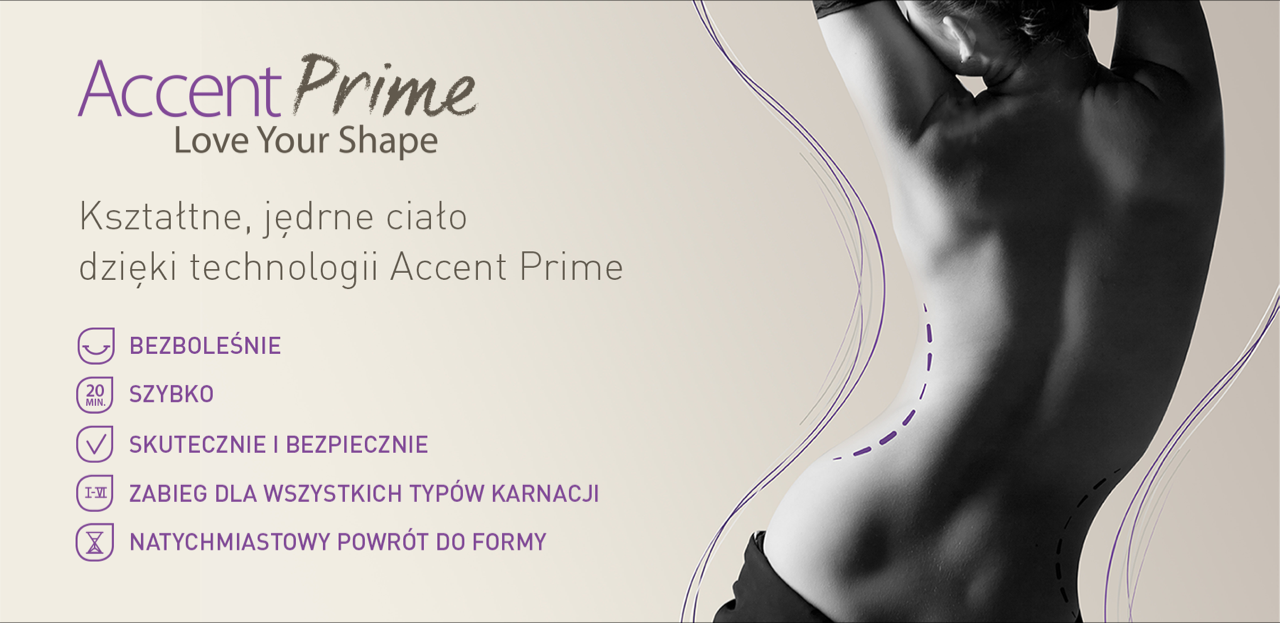 Accent Prime
Love Your Shape
Kształtne, jędrne ciało
dzięki technologii Accent Prime
BEZBOLEŚNIE
20
MIN.
SZYBKO
SKUTECZNIE I BEZPIECZNIE
I-VI
ZABIEG DLA WSZYSTKICH TYPÓW KARNACJI
NATYCHMIASTOWY POWRÓT DO FORMY